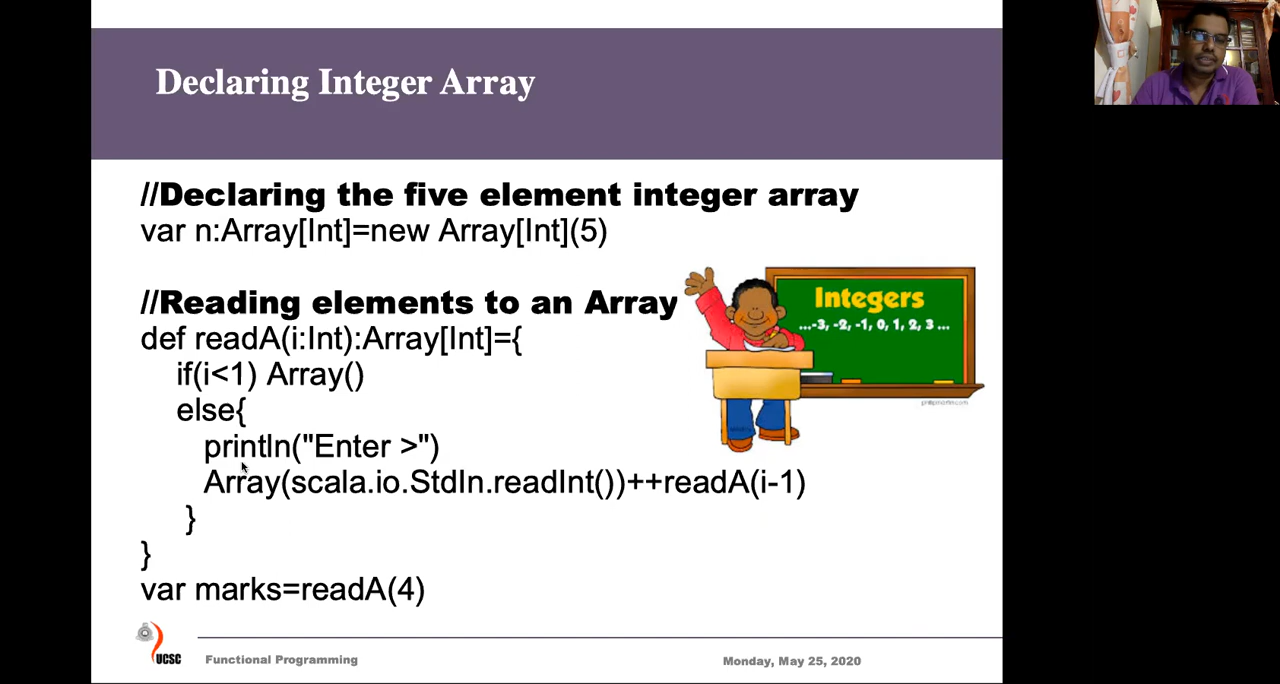 Declaring Integer Array
//Declaring the five element integer array
var n:Array[Int]=new Array[Int](5)
//Reading elements to an Array
def readA(i:Int):Array[Int]={
if(i<1) Array()
else{
println("Enter >")
Array(scala.io.StdIn.readInt())++readA(i-1)
}
}
var marks=readA(4)
Integers
...-3, -2, -1, 0, 1, 2, 3 ...
philipmartin.com
UCSC
Functional Programming
Monday, May 25, 2020